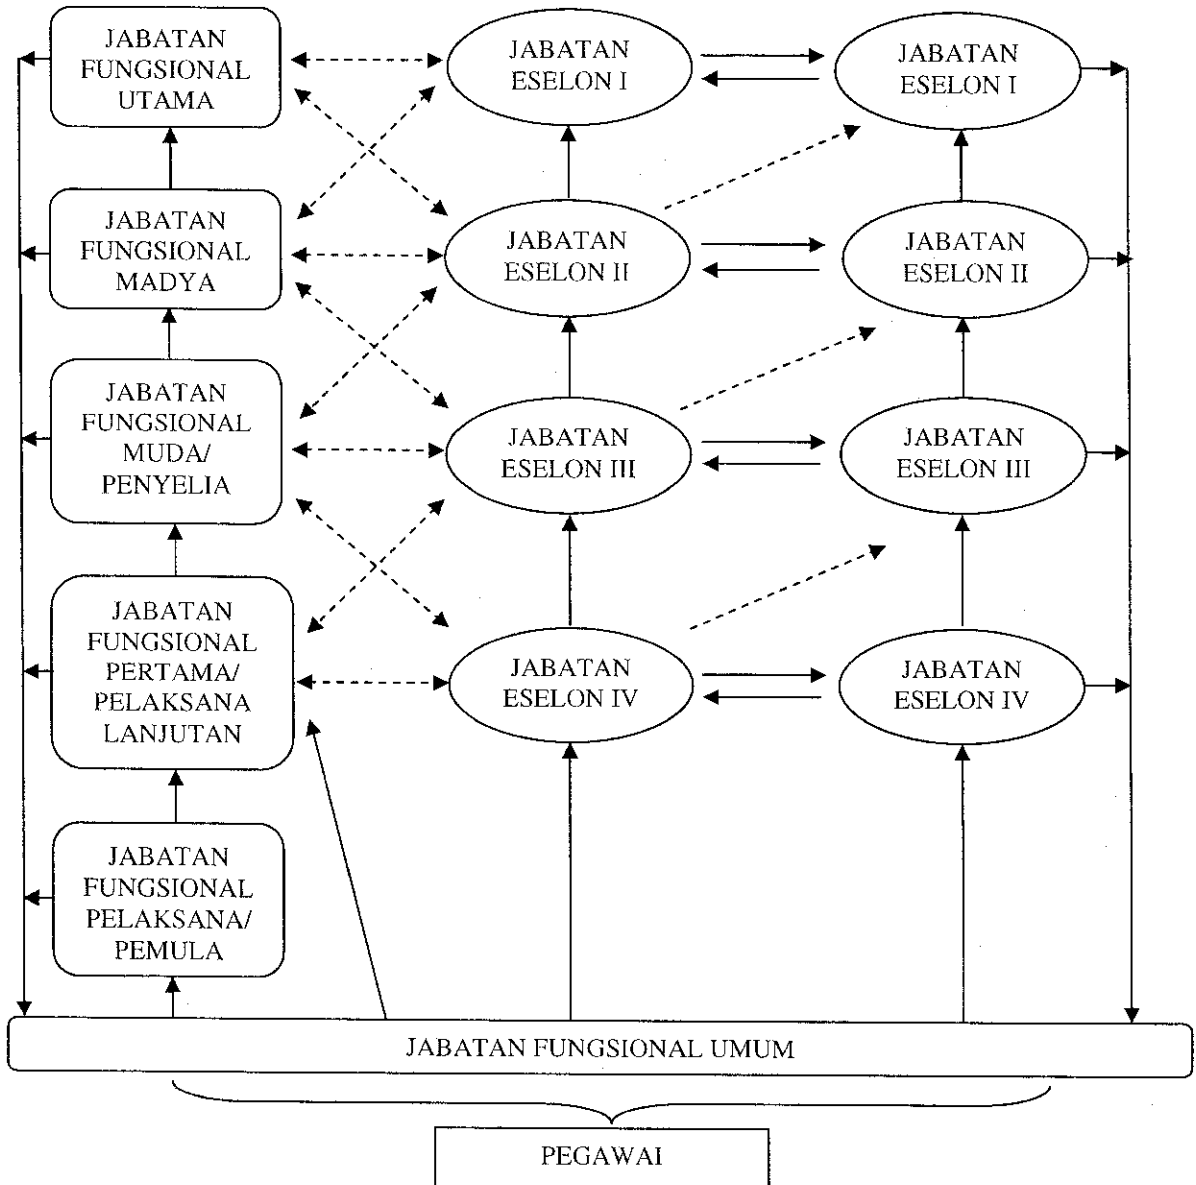 JABATAN
FUNGSIONAL
UTAMA
JABATAN
ESELON I
JABATAN
ESELON I
JABATAN
FUNGSIONAL
MADYA
JABATAN
ESELON II
JABATAN
ESELON II
JABATAN
FUNGSIONAL
MUDA/
PENYELIA
JABATAN
ESELON III
JABATAN
ESELON III
JABATAN
FUNGSIONAL
PERTAMA/
PELAKSANA
LANJUTAN
JABATAN
ESELON IV
JABATAN
ESELON IV
JABATAN
FUNGSIONAL
PELAKSANA/
PEMULA
JABATAN FUNGSIONAL UMUM
PEGAWAI